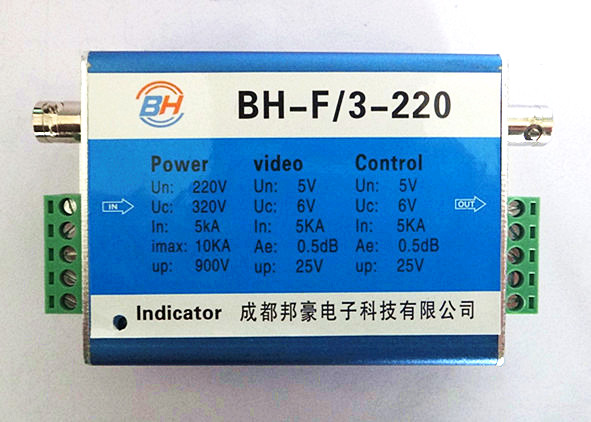 BH
BH-F/3-220
Power video Control
Un: 220V Un: 5V Un: 5V
Uc: 320V Uc: 6V Uc: 6V
IN OUT
In: 5kA In: 5KA In: 5KA
imax: 10KA Ae: 0.5dB Ae: 0.5dB
up: 900V up: 25V up: 25V
Indicator 成都邦豪电子科技有限公司